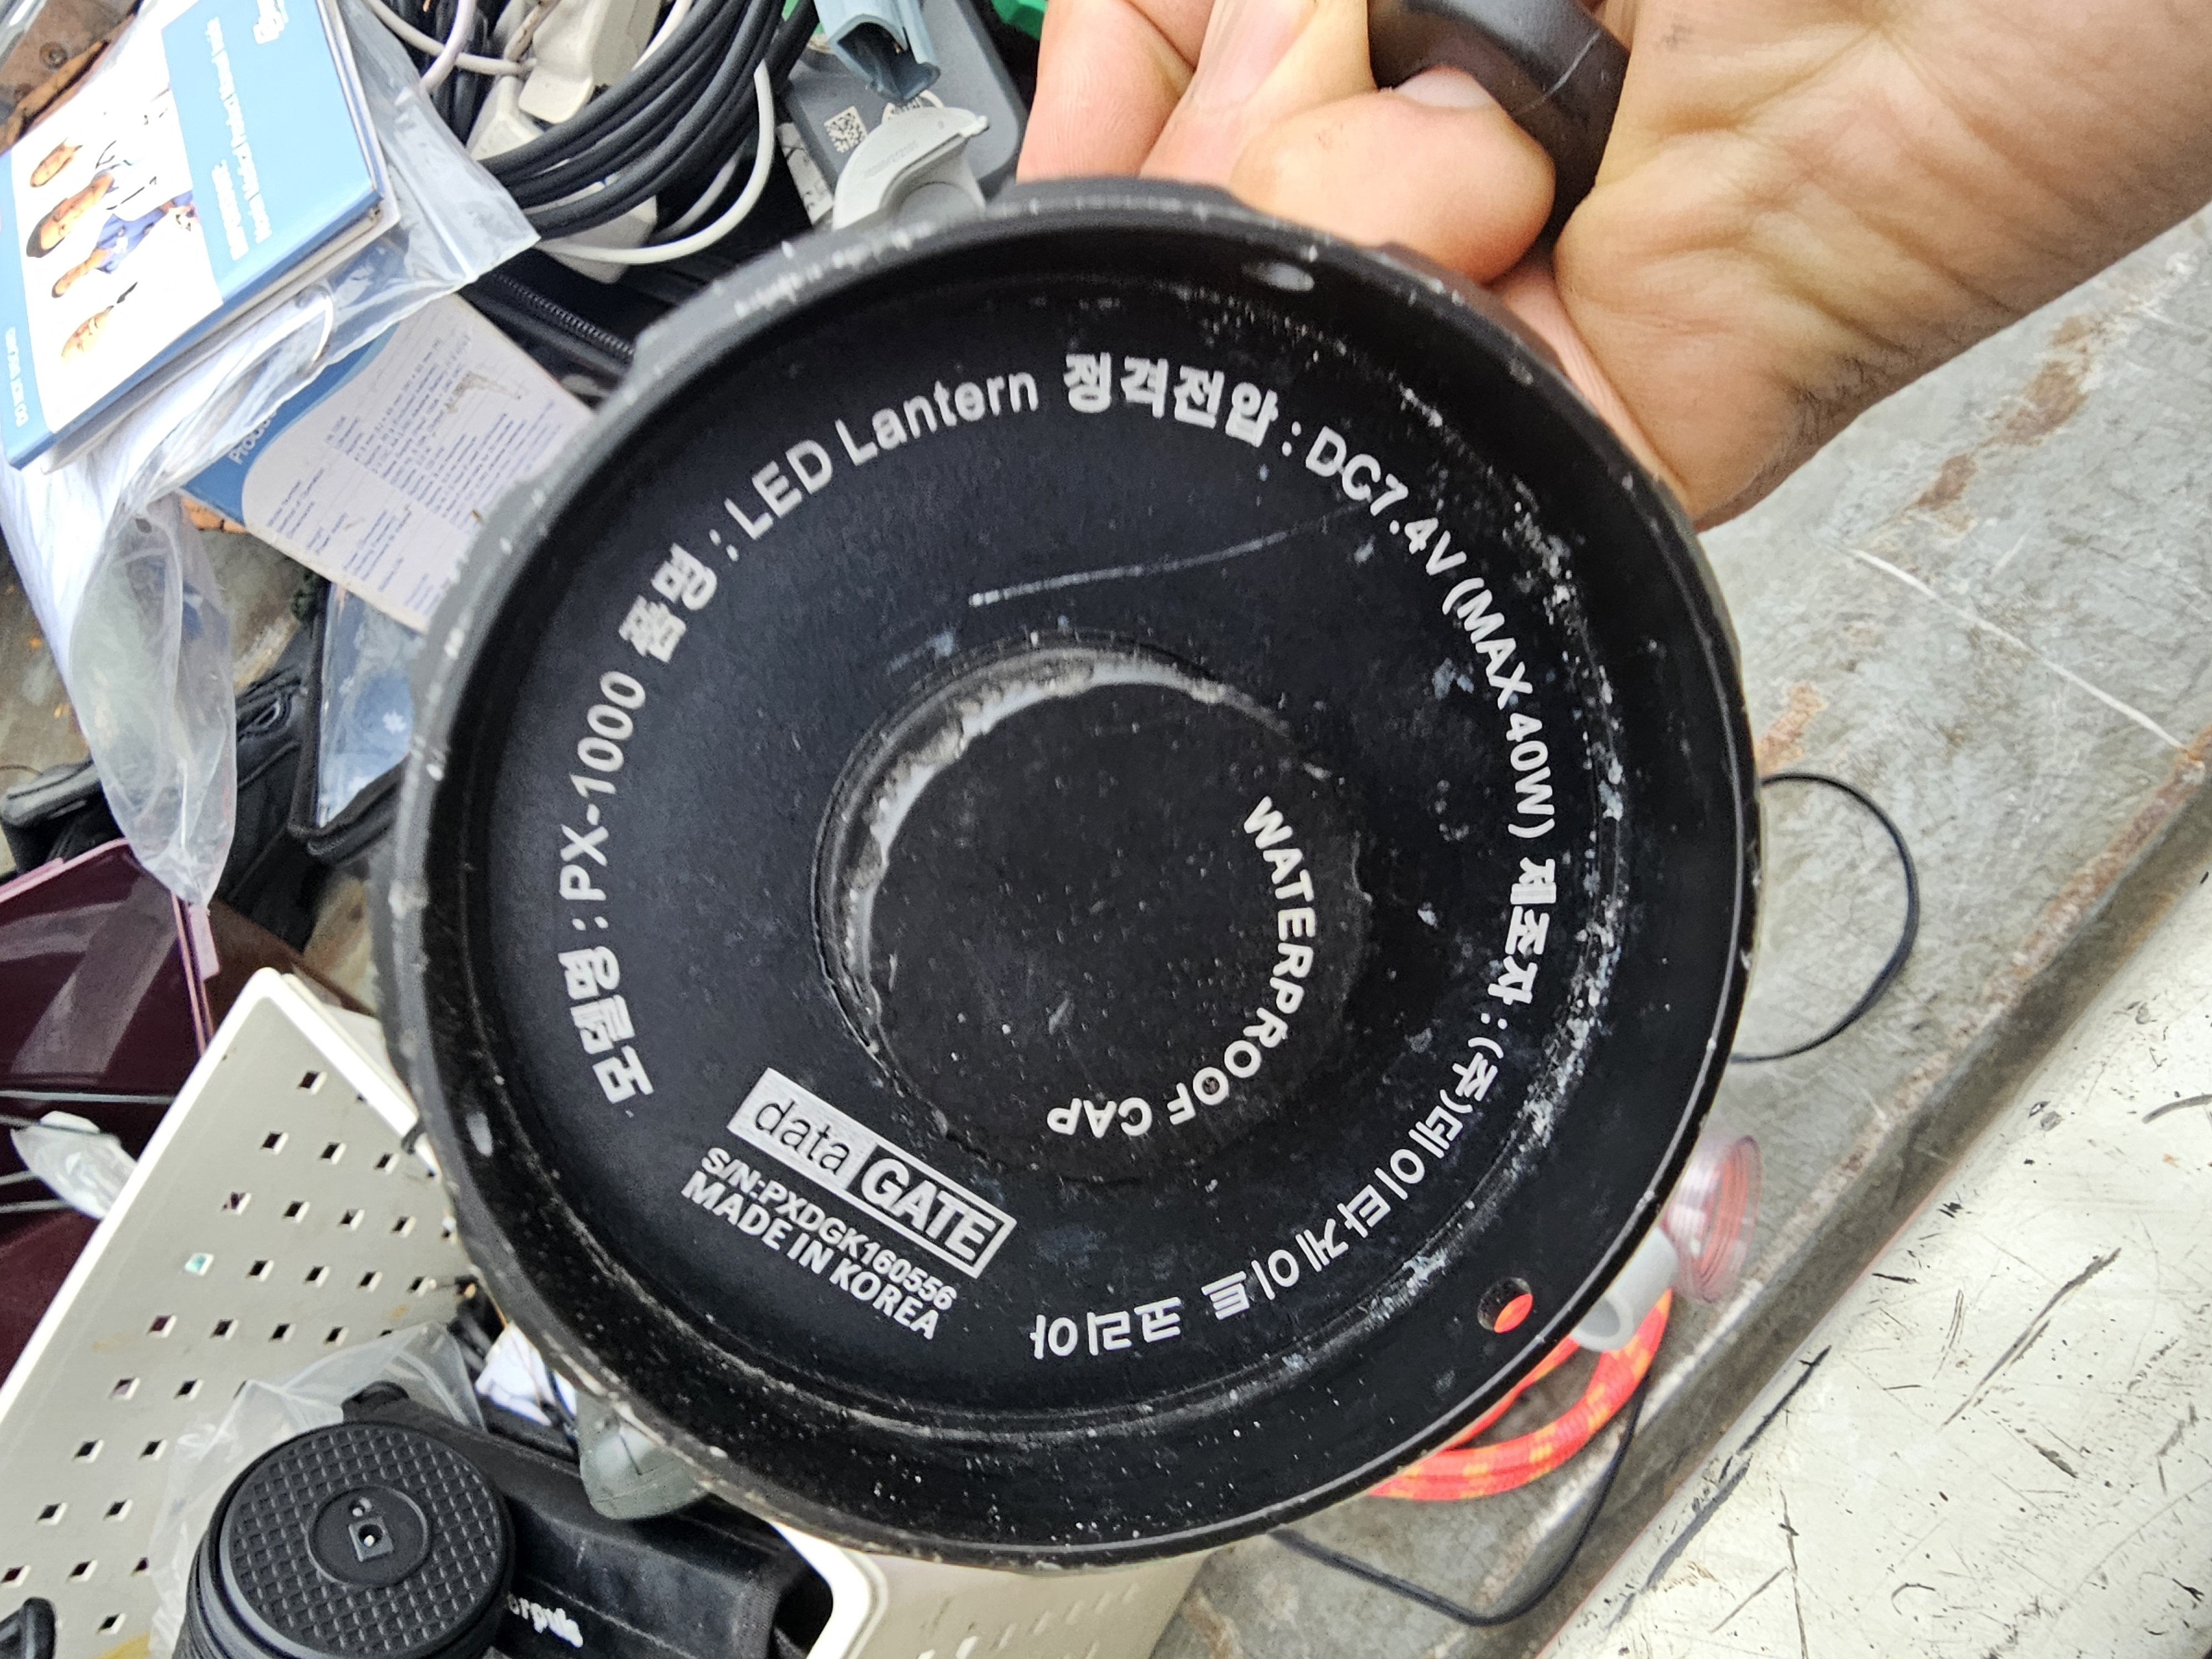 모델명 : PX-1000 품명 : LED Lantern 정격전압 : DC7.4V (MAX 40W) 제조자 : (주)데이타게이트 코리아
WATERPROOF CAP
data GATE
S/N:PXDGK160556
MADE IN KOREA